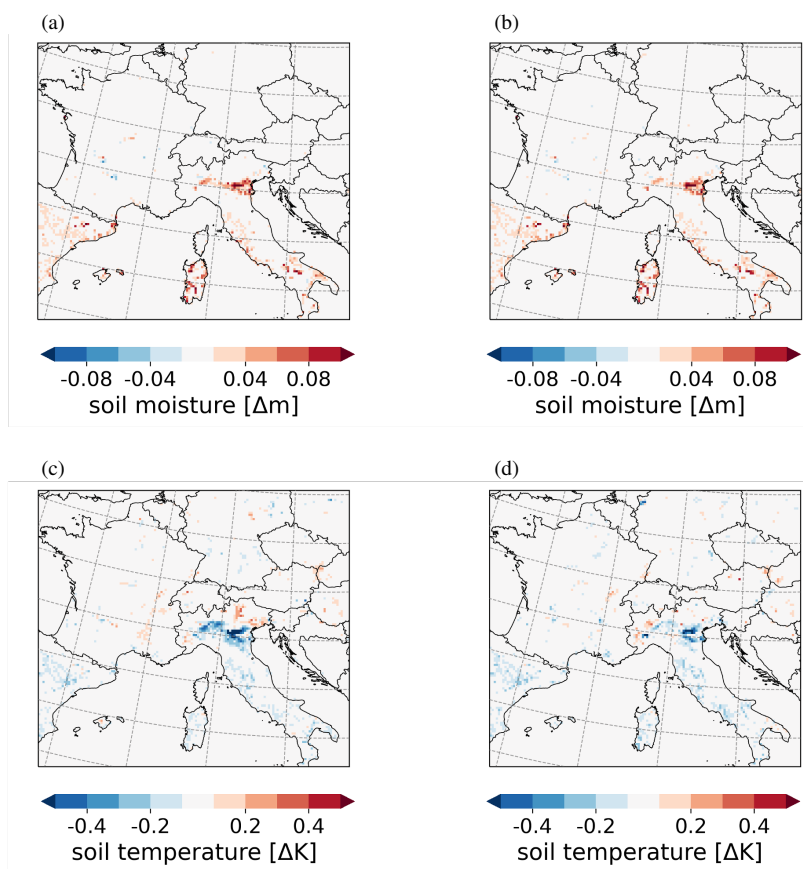 (a) (b)
-0.08 -0.04 0.04 0.08 -0.08 -0.04 0.04 0.08
soil moisture [Δm] soil moisture [Δm]
(c) (d)
-0.4 -0.2 0.2 0.4 -0.4 -0.2 0.2 0.4
soil temperature [ΔK] soil temperature [ΔK]